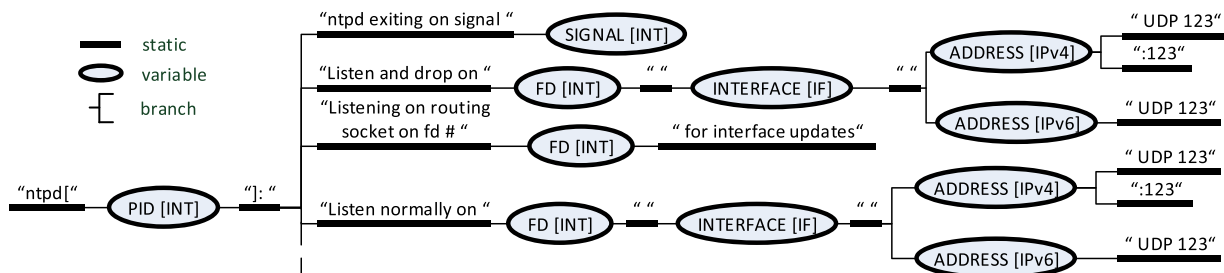 “ntpd exiting on signal “
SIGNAL [INT]
“ UDP 123“
static
ADDRESS [IPv4]
“:123“
variable
“Listen and drop on “
FD [INT]
“ “
INTERFACE [IF]
“ “
branch
“Listening on routing
socket on fd # “
FD [INT]
“ for interface updates“
ADDRESS [IPv6]
“ UDP 123“
“ntpd[“
PID [INT]
“]: “
“Listen normally on “
FD [INT]
“ “
INTERFACE [IF]
“ “
ADDRESS [IPv4]
“ UDP 123“
“:123“
ADDRESS [IPv6]
“ UDP 123“